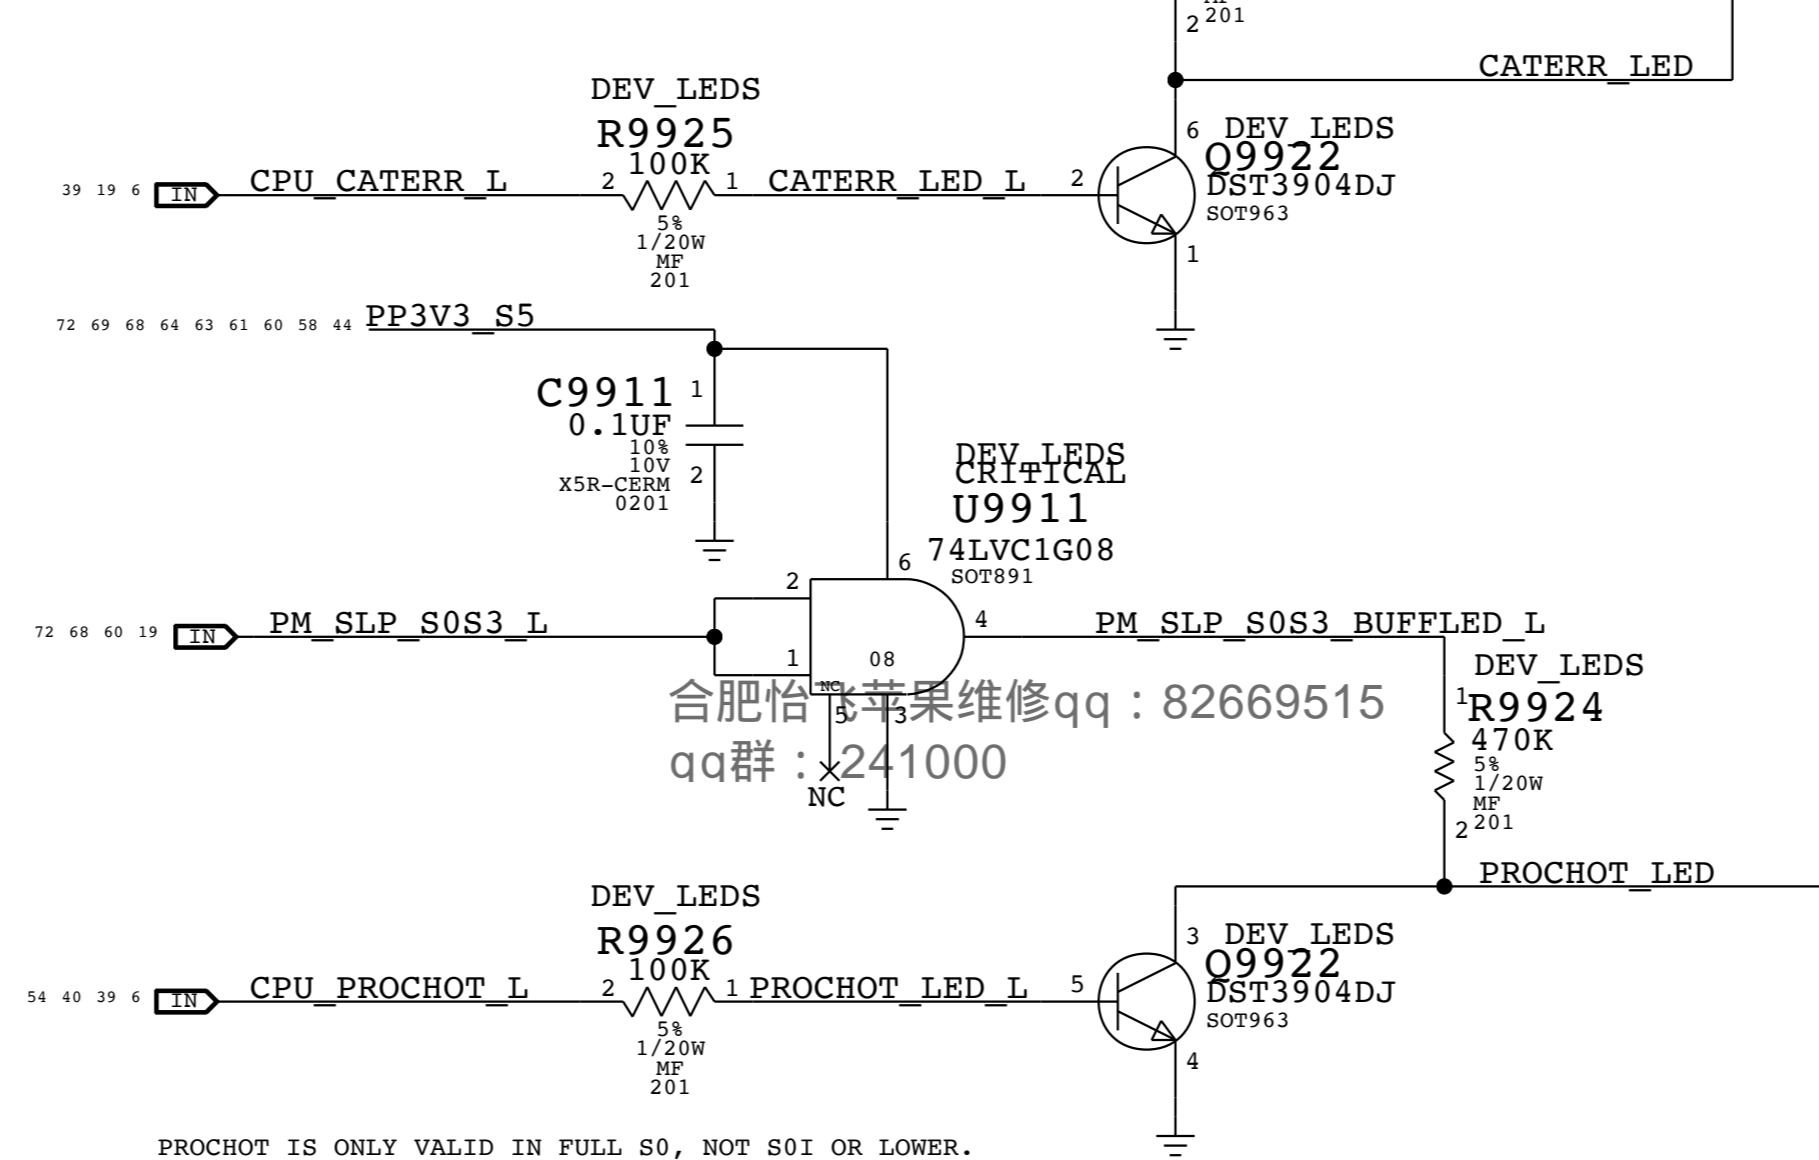 2 201
CATERR_LED
DEV_LEDS
R9925
100K
6 DEV_LEDS
Q9922
DST3904DJ
SOT963
39 19 6 IN CPU_CATERR_L 2 1 CATERR_LED_L 2
5%
1/20W
MF
201
1
72 69 68 64 63 61 60 58 44 PP3V3_S5
C9911 1
0.1UF
10%
10V
X5R-CERM 2
0201
DEV_LEDS
CRITICAL
U9911
6 74LVC1G08
SOT891
72 68 60 19 IN PM_SLP_S0S3_L 2 4 PM_SLP_S0S3_BUFFLED_L
1 08
NC
5 3
合肥怡飞苹果维修qq：82669515
qq群：241000
NC
DEV_LEDS
1 R9924
470K
5%
1/20W
MF
2 201
PROCHOT_LED
DEV_LEDS
R9926
100K
3 DEV_LEDS
Q9922
DST3904DJ
SOT963
54 40 39 6 IN CPU_PROCHOT_L 2 1 PROCHOT_LED_L 5
5%
1/20W
MF
201
4
PROCHOT IS ONLY VALID IN FULL S0, NOT S0I OR LOWER.